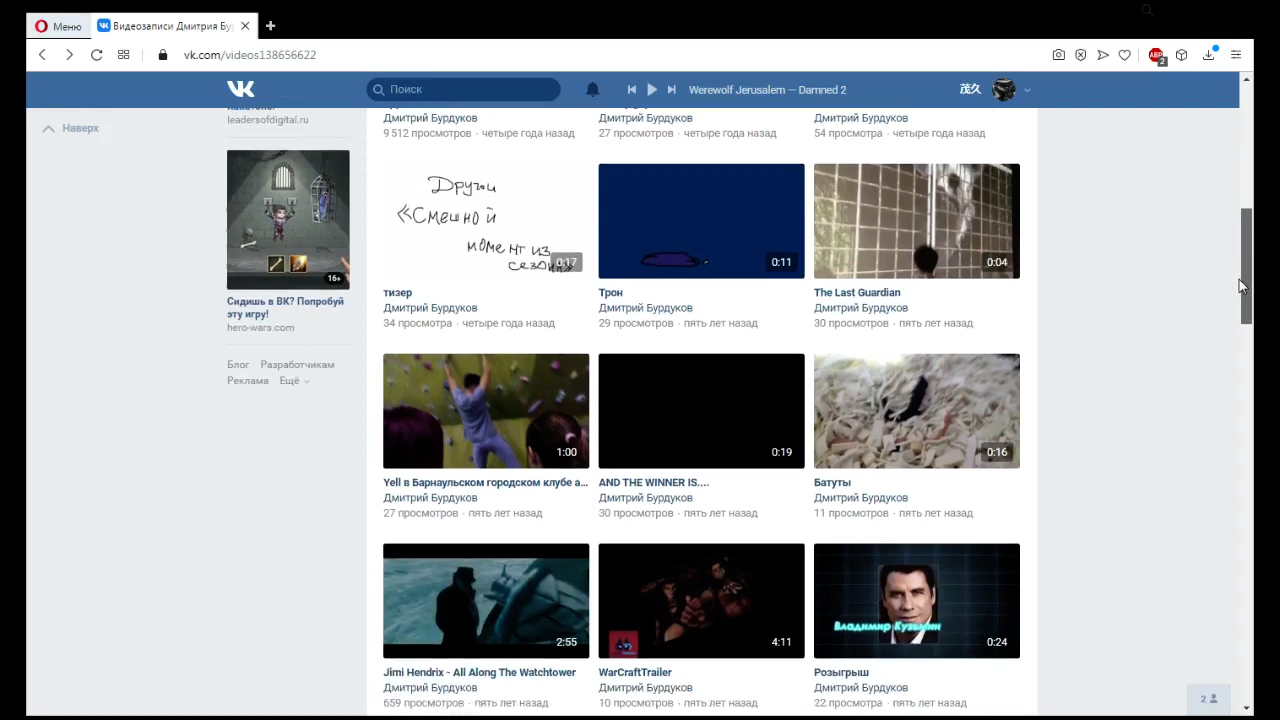 Меню
Видеозаписи Дмитрия Бу
vk.com/videos138656622
ABP
2
Поиск
Werewolf Jerusalem – Damned 2
茂久
Наверх
leadersofdigital.ru
16+
Сидишь в ВК? Попробуй
эту игру!
hero-wars.com
Блог Разработчикам
Реклама Ещё
Дмитрий Бурдуков
9 512 просмотров · четыре года назад
Дмитрий Бурдуков
27 просмотров · четыре года назад
Дмитрий Бурдуков
54 просмотра · четыре года назад
Други
«Смешной
момент из
сезона»
0:17
тизер
Дмитрий Бурдуков
34 просмотра · четыре года назад
0:11
Трон
Дмитрий Бурдуков
29 просмотров · пять лет назад
0:04
The Last Guardian
Дмитрий Бурдуков
30 просмотров · пять лет назад
1:00
Yell в Барнаульском городском клубе а...
Дмитрий Бурдуков
27 просмотров · пять лет назад
0:19
AND THE WINNER IS....
Дмитрий Бурдуков
30 просмотров · пять лет назад
0:16
Батуты
Дмитрий Бурдуков
11 просмотров · пять лет назад
2:55
Jimi Hendrix - All Along The Watchtower
Дмитрий Бурдуков
659 просмотров · пять лет назад
4:11
WarCraftTrailer
Дмитрий Бурдуков
10 просмотров · пять лет назад
Владимир Кузьмин
0:24
Розыгрыш
Дмитрий Бурдуков
22 просмотра · пять лет назад
2